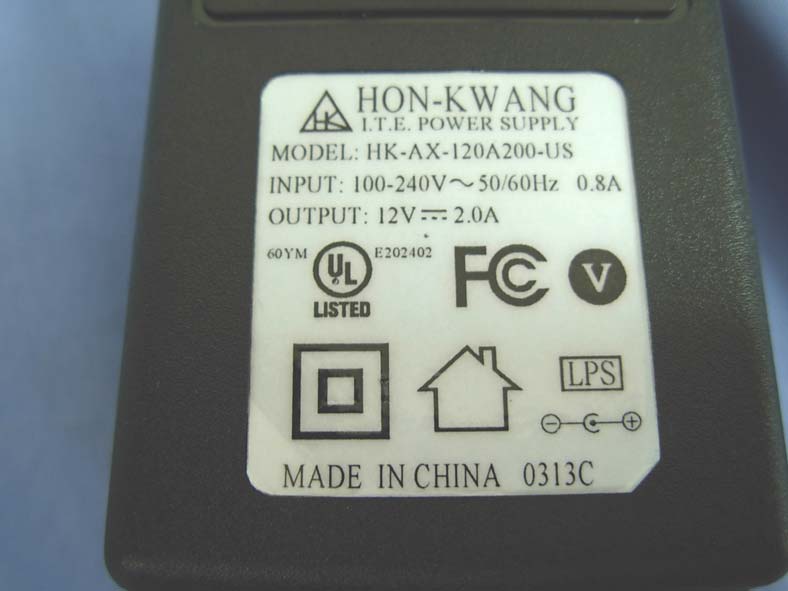 HK HON-KWANG
I.T.E. POWER SUPPLY
MODEL: HK-AX-120A200-US
INPUT: 100-240V～50/60Hz 0.8A
OUTPUT: 12V⎓ 2.0A
60YM UL E202402
LISTED
FC V
LPS
MADE IN CHINA 0313C